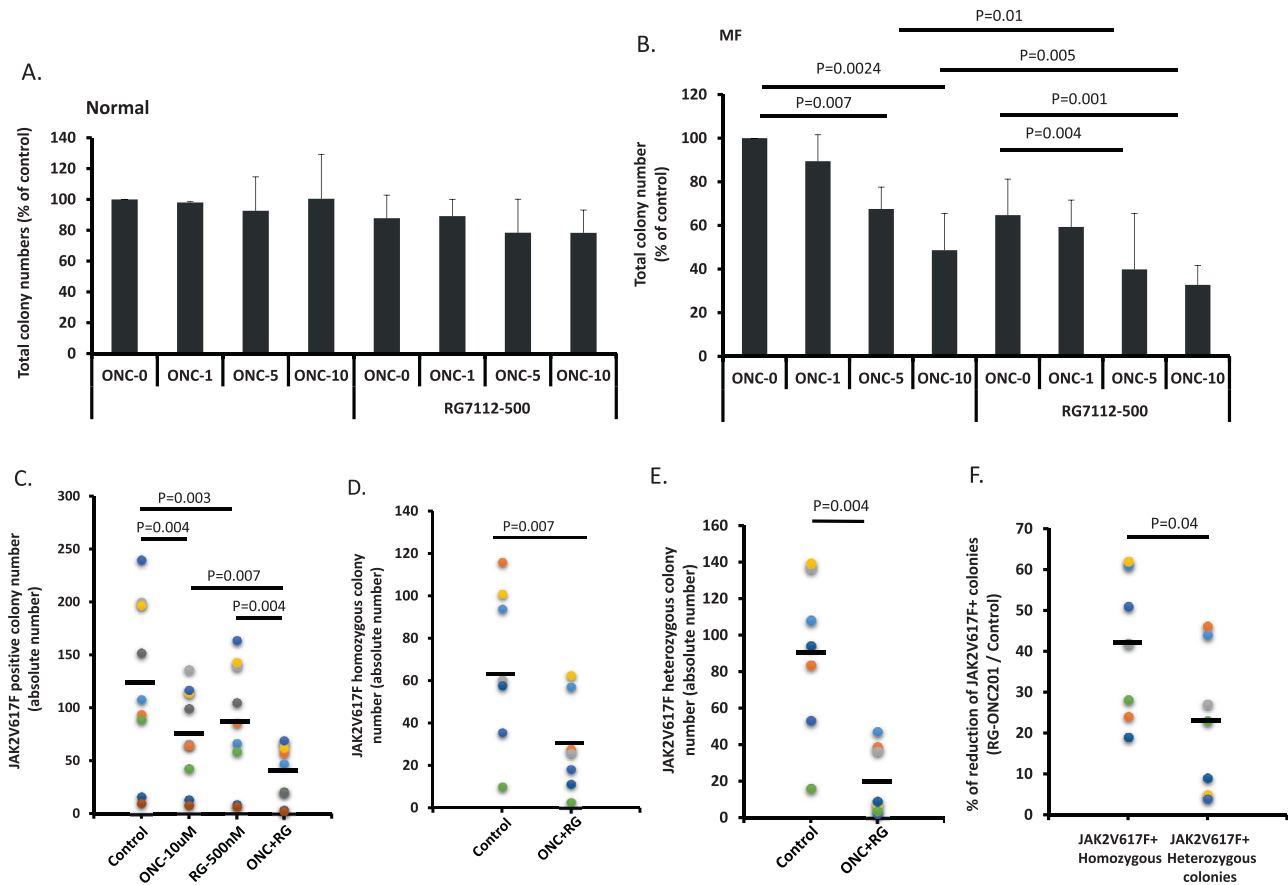 A.
Normal
Total colony numbers (% of control)
140
120
100
80
60
40
20
0
ONC-0 ONC-1 ONC-5 ONC-10 ONC-0 ONC-1 ONC-5 ONC-10
RG7112-500
B.
MF
P=0.01
P=0.005
P=0.0024
P=0.007
P=0.001
P=0.004
Total colony number
(% of control)
120
100
80
60
40
20
0
ONC-0 ONC-1 ONC-5 ONC-10 ONC-0 ONC-1 ONC-5 ONC-10
RG7112-500
C.
JAK2V617F positive colony number
(absolute number)
300
250
200
150
100
50
0
P=0.003
P=0.004
P=0.007
P=0.004
Control
ONC-10uM
RG-500nM
ONC+RG
D.
JAK2V617F homozygous colony
number (absolute number)
140
120
100
80
60
40
20
0
P=0.007
Control
ONC+RG
E.
JAK2V617F heterozygous colony
number (absolute number)
160
140
120
100
80
60
40
20
0
P=0.004
Control
ONC+RG
F.
% of reduction of JAK2V617F+ colonies
(RG-ONC201 / Control)
70
60
50
40
30
20
10
0
P=0.04
JAK2V617F+
Homozygous
JAK2V617F+
Heterozygous
colonies